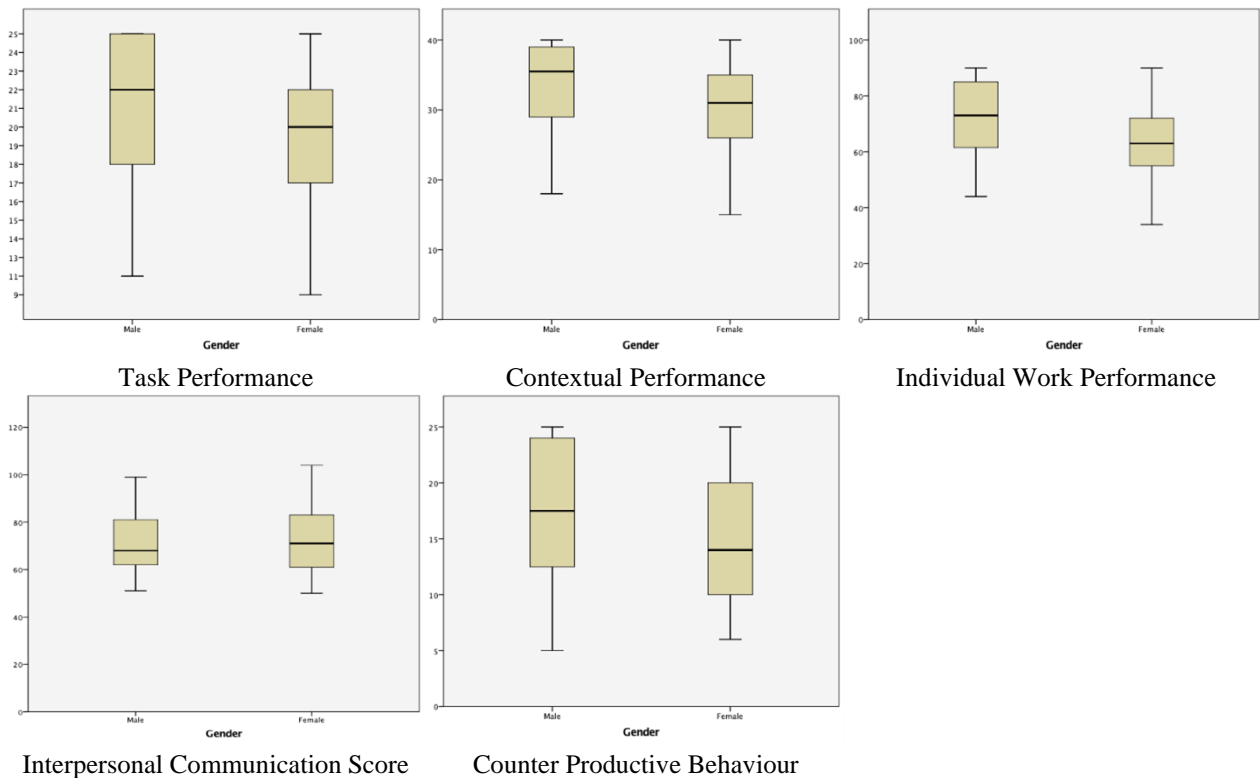 25
24
23
22
21
20
19
18
17
16
15
14
13
11
9
Male
Female
Gender
Task Performance
40
30
20
10
0
Male
Female
Gender
Contextual Performance
100
80
60
40
20
0
Male
Female
Gender
Individual Work Performance
120
100
80
60
40
20
0
Male
Female
Gender
Interpersonal Communication Score
25
20
15
10
5
0
Male
Female
Gender
Counter Productive Behaviour